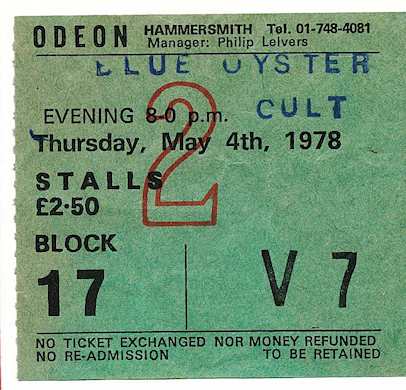 ODEON HAMMERSMITH Tel. 01-748-4081
Manager: Philip Leivers
BLUE OYSTER
CULT
EVENING 8-0 p.m.
2
Thursday, May 4th, 1978
STALLS
£2·50
BLOCK
17 V 7
NO TICKET EXCHANGED NOR MONEY REFUNDED
NO RE-ADMISSION TO BE RETAINED